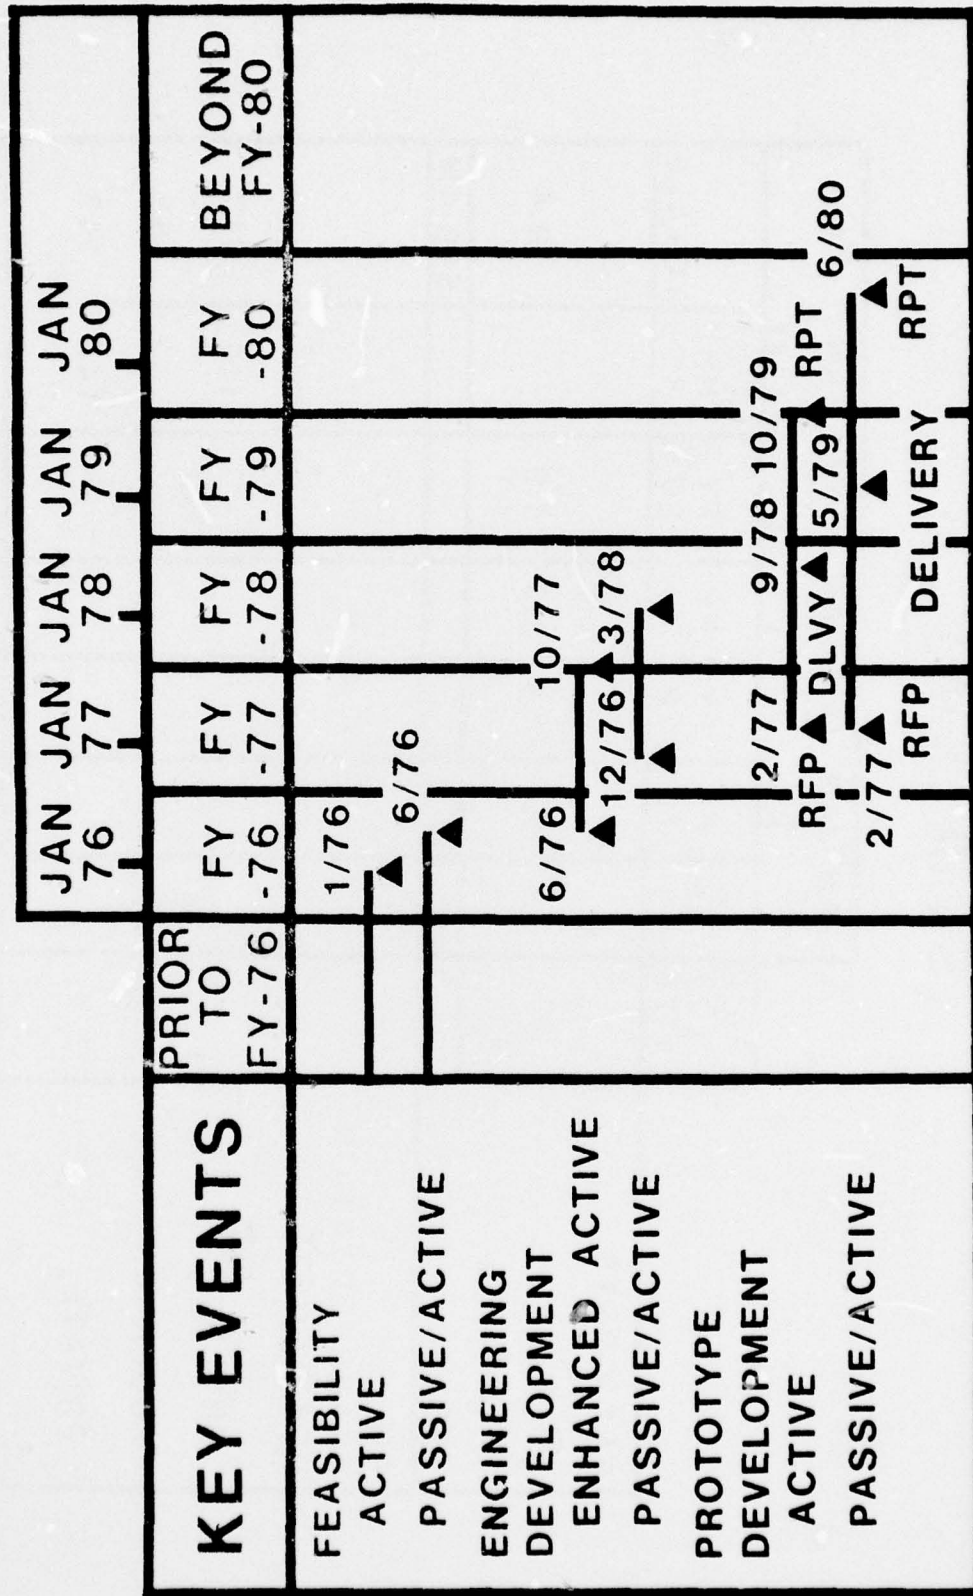 JAN JAN JAN JAN JAN
76 77 78 79 80
KEY EVENTS
PRIOR
TO
FY-76
FY
-76
FY
-77
FY
-78
FY
-79
FY
-80
BEYOND
FY-80
FEASIBILITY
ACTIVE
1/76
PASSIVE/ACTIVE
6/76
ENGINEERING
DEVELOPMENT
ENHANCED ACTIVE
6/76 10/77
PASSIVE/ACTIVE
12/76 3/78
PROTOTYPE
DEVELOPMENT
ACTIVE
2/77 9/78 10/79
RFP DLVY RPT
PASSIVE/ACTIVE
2/77 5/79 6/80
RFP DELIVERY RPT